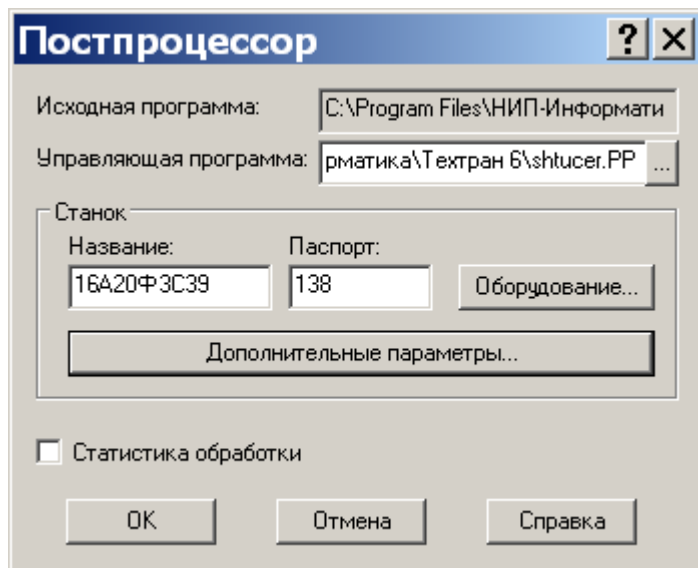 Постпроцессор
Исходная программа: C:\Program Files\НИП-Информати
Управляющая программа: рматика\Техтран 6\shtucer.PP ...
Станок
Название: Паспорт:
16А20Ф3С39 138 Оборудование...
Дополнительные параметры...
Статистика обработки
ОК Отмена Справка